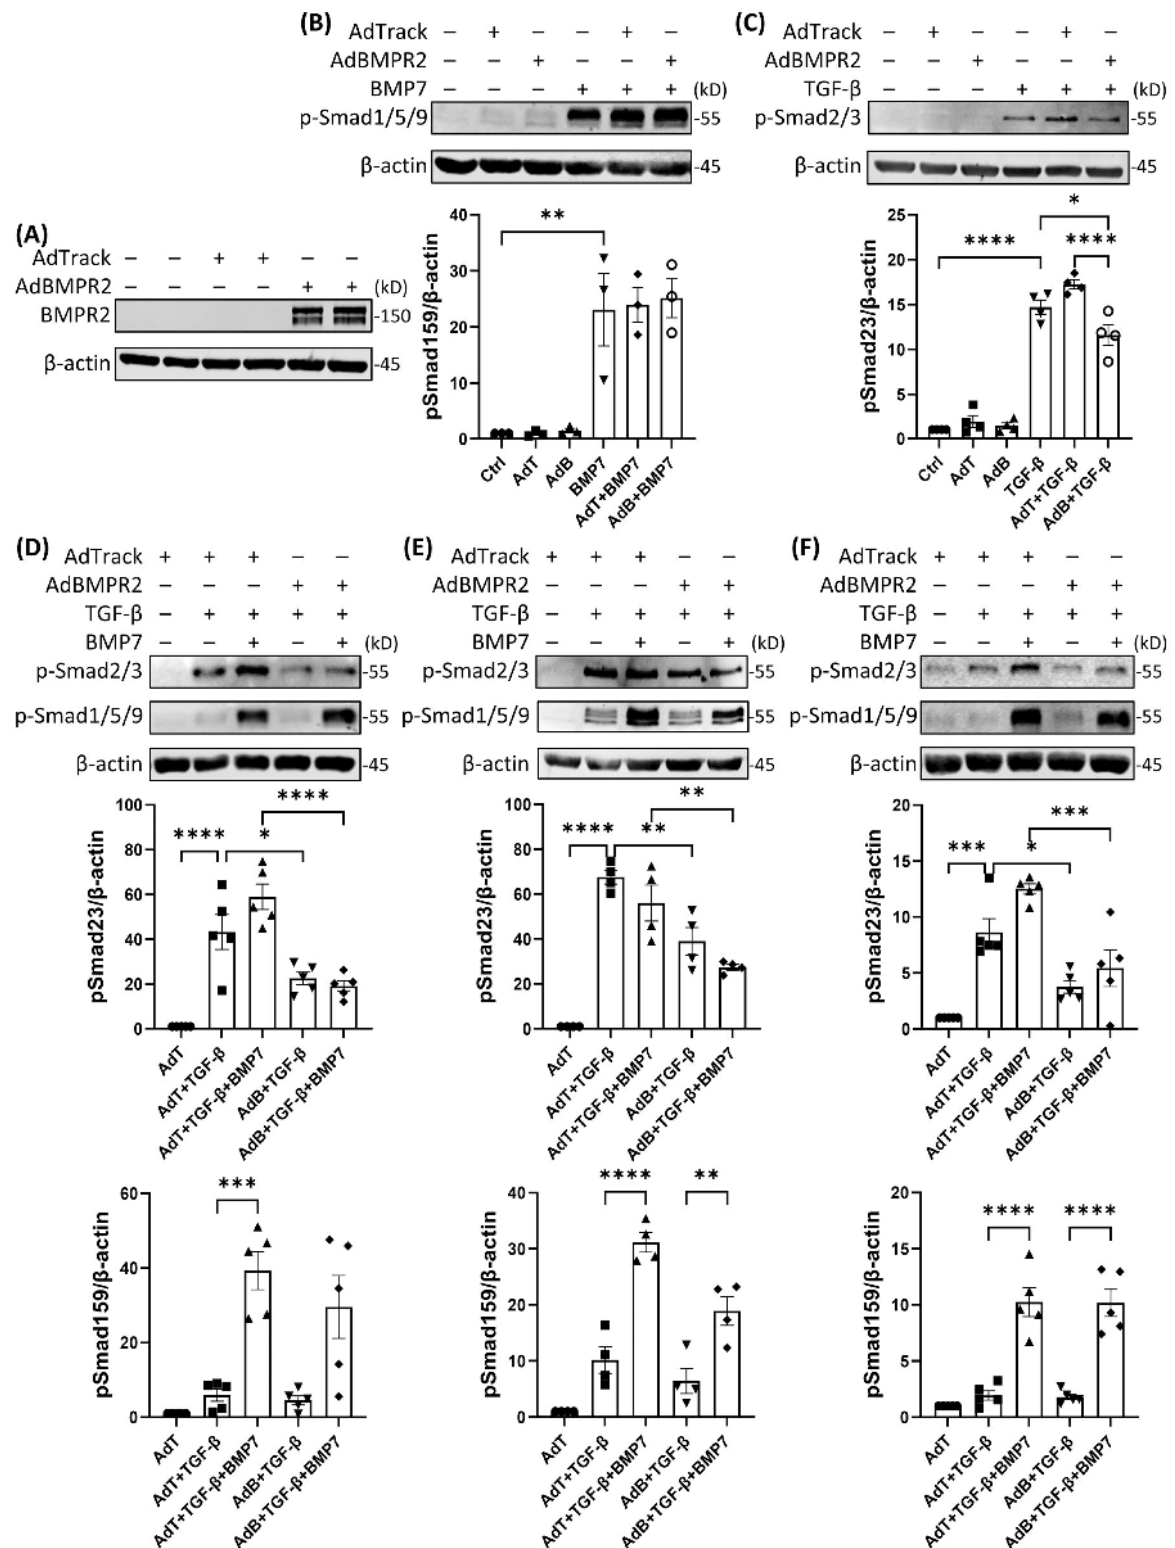 (B)
AdTrack – + – – + –
AdBMPR2 – – + – – +
BMP7 – – – + + + (kD)
p-Smad1/5/9 -55
β-actin -45
pSmad159/β-actin
40
30
20
10
0
**
Ctrl
AdT
AdB
BMP7
AdT+BMP7
AdB+BMP7
(C)
AdTrack – + – – + –
AdBMPR2 – – + – – +
TGF-β – – – + + + (kD)
p-Smad2/3 -55
β-actin -45
pSmad23/β-actin
25
20
15
10
5
0
****
*
****
Ctrl
AdT
AdB
TGF-β
AdT+TGF-β
AdB+TGF-β
(A)
AdTrack – – + + – –
AdBMPR2 – – – – + + (kD)
BMPR2 -150
β-actin -45
(D)
AdTrack + + + – –
AdBMPR2 – – – + +
TGF-β – + + + +
BMP7 – – + – + (kD)
p-Smad2/3 -55
p-Smad1/5/9 -55
β-actin -45
pSmad23/β-actin
100
80
60
40
20
0
****
*
****
AdT
AdT+TGF-β
AdT+TGF-β+BMP7
AdB+TGF-β
AdB+TGF-β+BMP7
pSmad159/β-actin
60
40
20
0
***
AdT
AdT+TGF-β
AdT+TGF-β+BMP7
AdB+TGF-β
AdB+TGF-β+BMP7
(E)
AdTrack + + + – –
AdBMPR2 – – – + +
TGF-β – + + + +
BMP7 – – + – + (kD)
p-Smad2/3 -55
p-Smad1/5/9 -55
β-actin -45
pSmad23/β-actin
100
80
60
40
20
0
****
**
**
AdT
AdT+TGF-β
AdT+TGF-β+BMP7
AdB+TGF-β
AdB+TGF-β+BMP7
pSmad159/β-actin
40
30
20
10
0
****
**
AdT
AdT+TGF-β
AdT+TGF-β+BMP7
AdB+TGF-β
AdB+TGF-β+BMP7
(F)
AdTrack + + + – –
AdBMPR2 – – – + +
TGF-β – + + + +
BMP7 – – + – + (kD)
p-Smad2/3 -55
p-Smad1/5/9 -55
β-actin -45
pSmad23/β-actin
20
15
10
5
0
***
*
***
AdT
AdT+TGF-β
AdT+TGF-β+BMP7
AdB+TGF-β
AdB+TGF-β+BMP7
pSmad159/β-actin
20
15
10
5
0
****
****
AdT
AdT+TGF-β
AdT+TGF-β+BMP7
AdB+TGF-β
AdB+TGF-β+BMP7